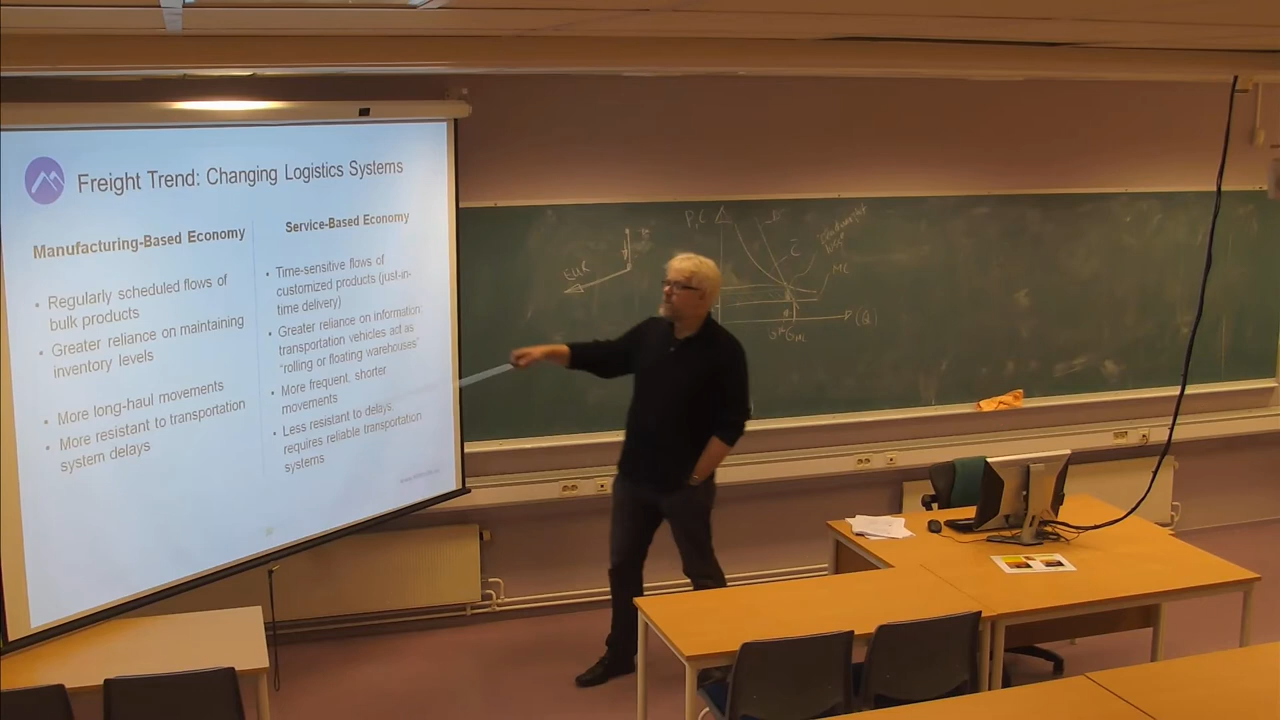 Freight Trend: Changing Logistics Systems
Manufacturing-Based Economy
• Regularly scheduled flows of
bulk products
• Greater reliance on maintaining
inventory levels
• More long-haul movements
• More resistant to transportation
system delays
Service-Based Economy
• Time-sensitive flows of
customized products (just-in-
time delivery)
• Greater reliance on information;
transportation vehicles act as
"rolling or floating warehouses"
• More frequent, shorter
movements
• Less resistant to delays;
requires reliable transportation
systems
EUR
P, C
D
MC
(Q)